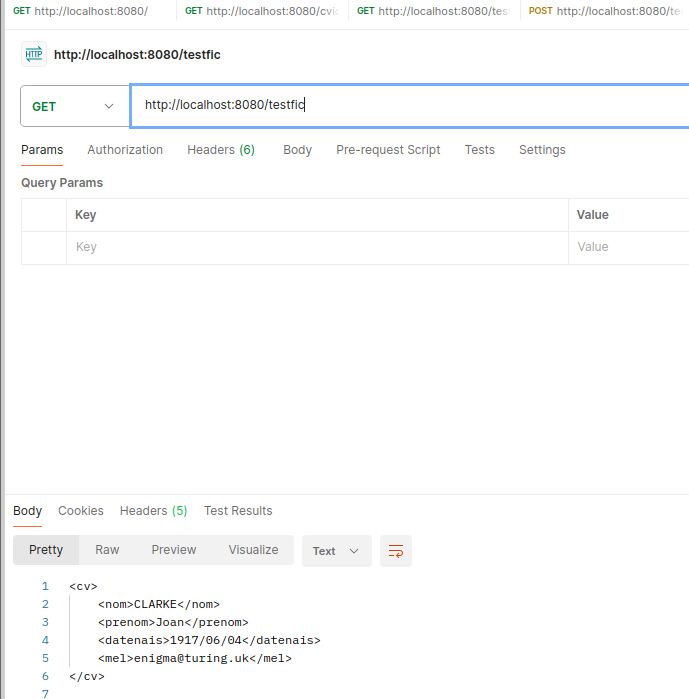 GET http://localhost:8080/ GET http://localhost:8080/cvi GET http://localhost:8080/test POST http://localhost:8080/te
HTTP http://localhost:8080/testfic
GET http://localhost:8080/testfic
Params Authorization Headers (6) Body Pre-request Script Tests Settings
Query Params
Key Value
Key Value
Body Cookies Headers (5) Test Results
Pretty Raw Preview Visualize Text
1 <cv>
2 <nom>CLARKE</nom>
3 <prenom>Joan</prenom>
4 <datenais>1917/06/04</datenais>
5 <mel>enigma@turing.uk</mel>
6 </cv>
7